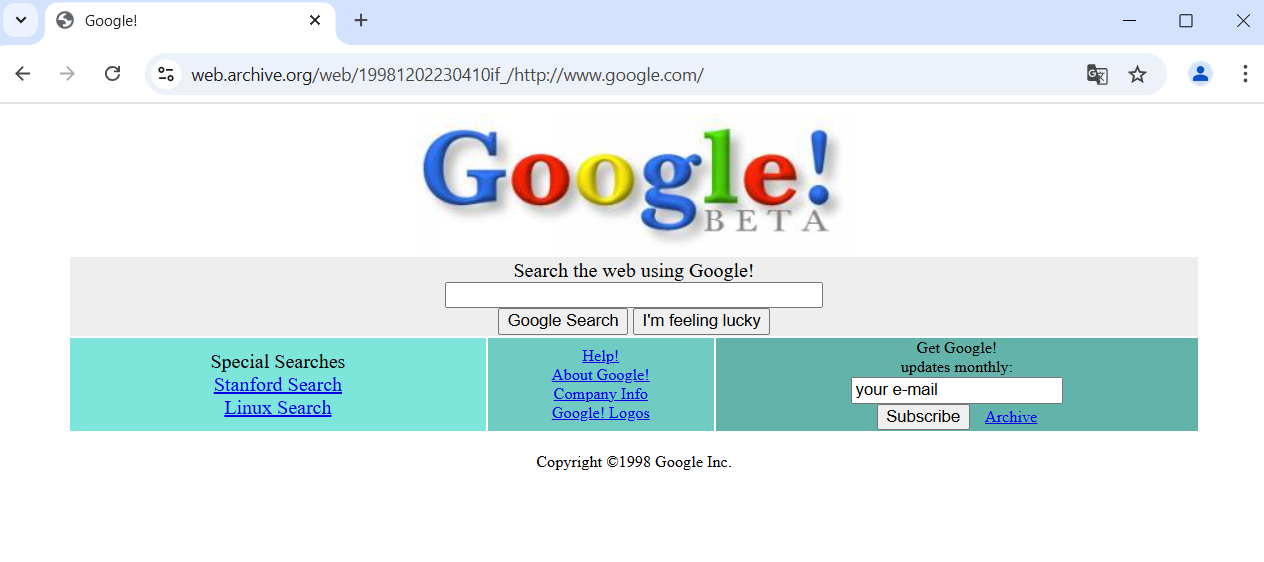 Google!
web.archive.org/web/19981202230410if_/http://www.google.com/
Google!
BETA
Search the web using Google!
Google Search I'm feeling lucky
Special Searches
Stanford Search
Linux Search
Help!
About Google!
Company Info
Google! Logos
Get Google!
updates monthly:
your e-mail
Subscribe Archive
Copyright ©1998 Google Inc.